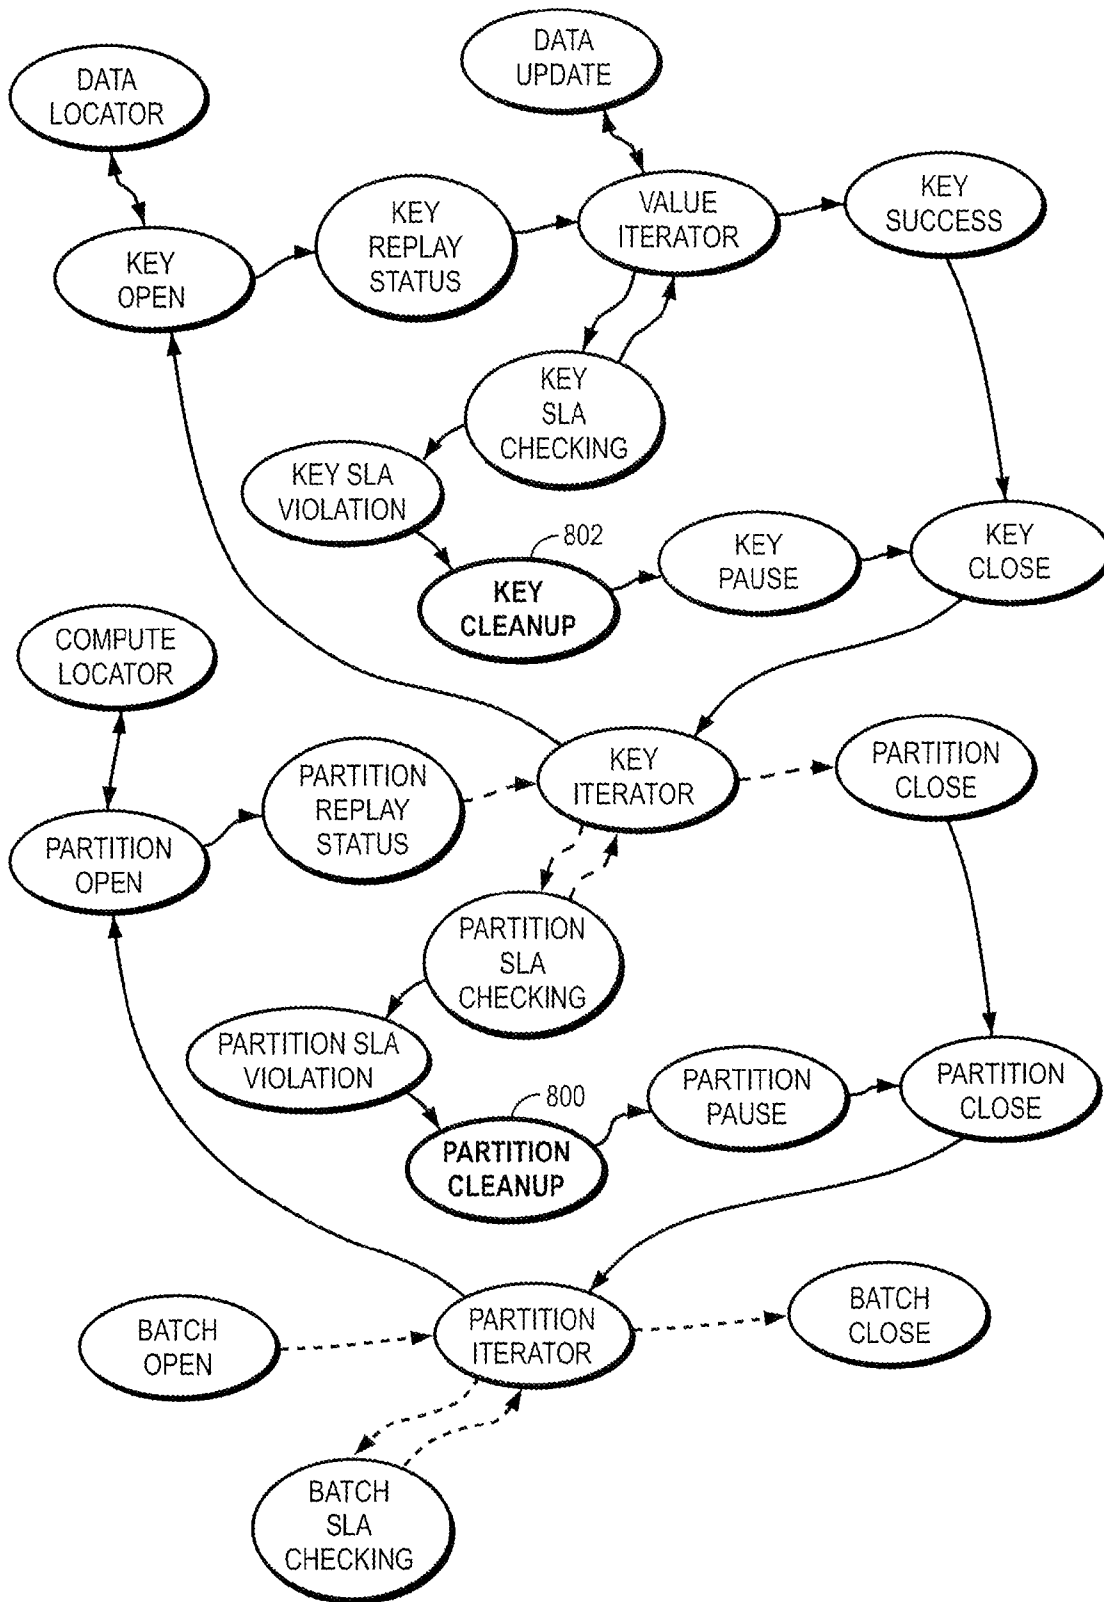 DATA
UPDATE
DATA
LOCATOR
KEY
REPLAY
STATUS
VALUE
ITERATOR
KEY
SUCCESS
KEY
OPEN
KEY
SLA
CHECKING
KEY SLA
VIOLATION
802
KEY
CLEANUP
KEY
PAUSE
KEY
CLOSE
COMPUTE
LOCATOR
PARTITION
REPLAY
STATUS
KEY
ITERATOR
PARTITION
CLOSE
PARTITION
OPEN
PARTITION
SLA
CHECKING
PARTITION SLA
VIOLATION
800
PARTITION
CLEANUP
PARTITION
PAUSE
PARTITION
CLOSE
BATCH
OPEN
PARTITION
ITERATOR
BATCH
CLOSE
BATCH
SLA
CHECKING